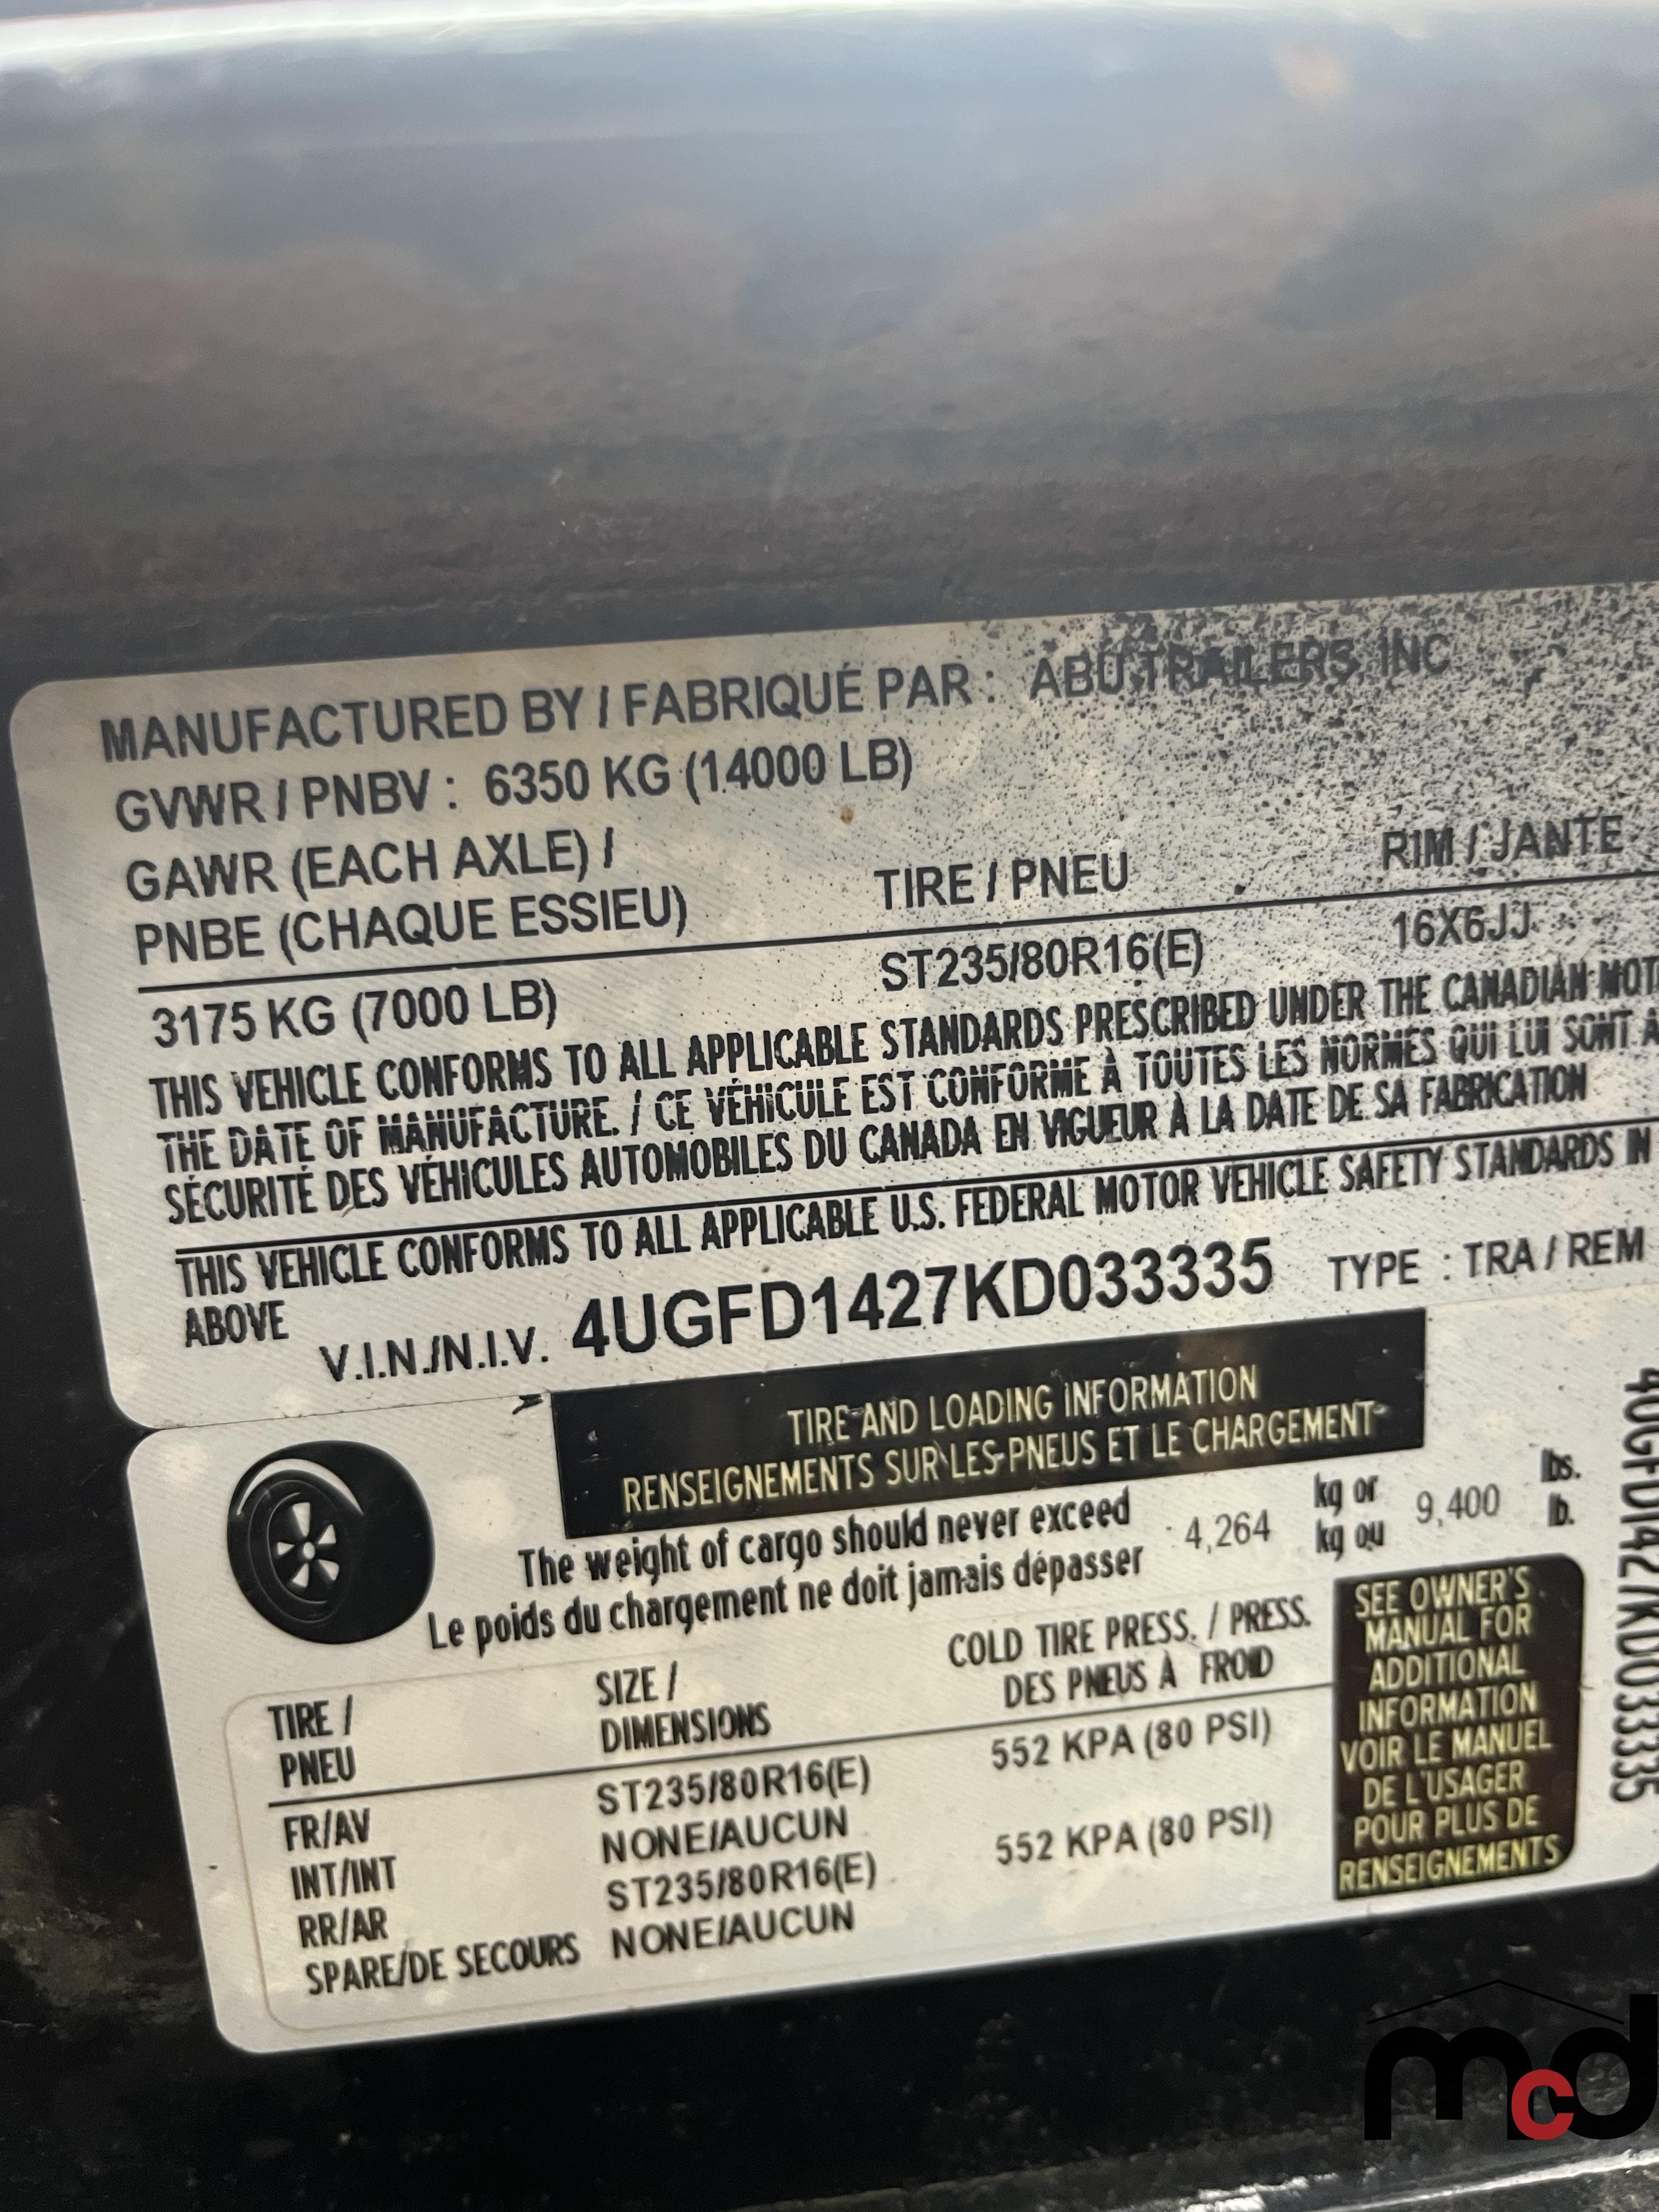 MANUFACTURED BY / FABRIQUÉ PAR : ABU TRAILERS, INC
GVWR / PNBV : 6350 KG (14000 LB)
GAWR (EACH AXLE) /
PNBE (CHAQUE ESSIEU) TIRE / PNEU RIM / JANTE
3175 KG (7000 LB) ST235/80R16(E) 16X6JJ
THIS VEHICLE CONFORMS TO ALL APPLICABLE STANDARDS PRESCRIBED UNDER THE CANADIAN MOT
THE DATE OF MANUFACTURE. / CE VÉHICULE EST CONFORME À TOUTES LES NORMES QUI LUI SONT A
SÉCURITÉ DES VÉHICULES AUTOMOBILES DU CANADA EN VIGUEUR À LA DATE DE SA FABRICATION
THIS VEHICLE CONFORMS TO ALL APPLICABLE U.S. FEDERAL MOTOR VEHICLE SAFETY STANDARDS IN
ABOVE
V.I.N./N.I.V. 4UGFD1427KD033335 TYPE : TRA / REM
TIRE AND LOADING INFORMATION
RENSEIGNEMENTS SUR LES PNEUS ET LE CHARGEMENT
The weight of cargo should never exceed 4,264 kg or 9,400 lbs.
Le poids du chargement ne doit jamais dépasser kg ou lb.
TIRE / SIZE / COLD TIRE PRESS. / PRESS.
PNEU DIMENSIONS DES PNEUS À FROID
FR/AV ST235/80R16(E) 552 KPA (80 PSI)
INT/INT NONE/AUCUN
RR/AR ST235/80R16(E) 552 KPA (80 PSI)
SPARE/DE SECOURS NONE/AUCUN
SEE OWNER'S
MANUAL FOR
ADDITIONAL
INFORMATION
VOIR LE MANUEL
DE L'USAGER
POUR PLUS DE
RENSEIGNEMENTS
4UGFD1427KD033335
mcd